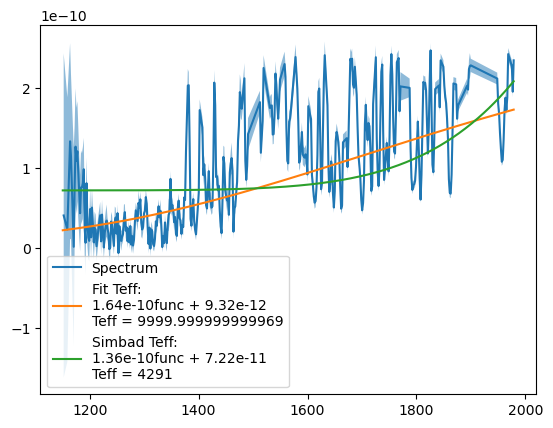 1e−10
2
1
0
−1
Spectrum
Fit Teff:
1.64e-10func + 9.32e-12
Teff = 9999.999999999969
Simbad Teff:
1.36e-10func + 7.22e-11
Teff = 4291
1200
1400
1600
1800
2000